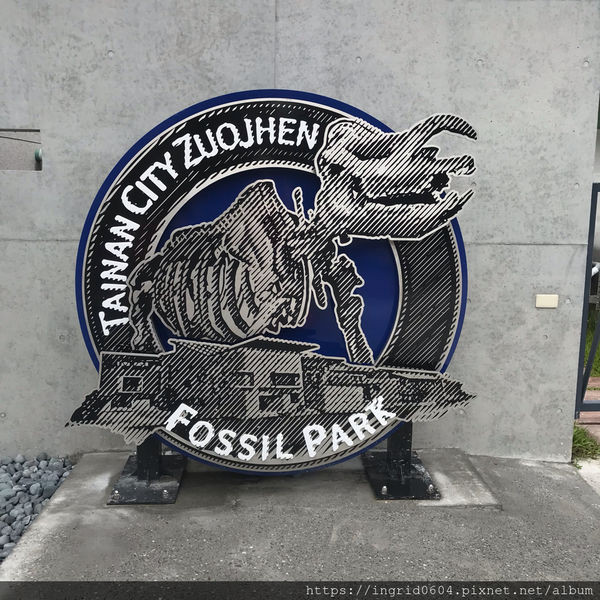 TAINAN CITY ZUOJHEN
FOSSIL PARK
https://ingrid0604.pixnet.net/album